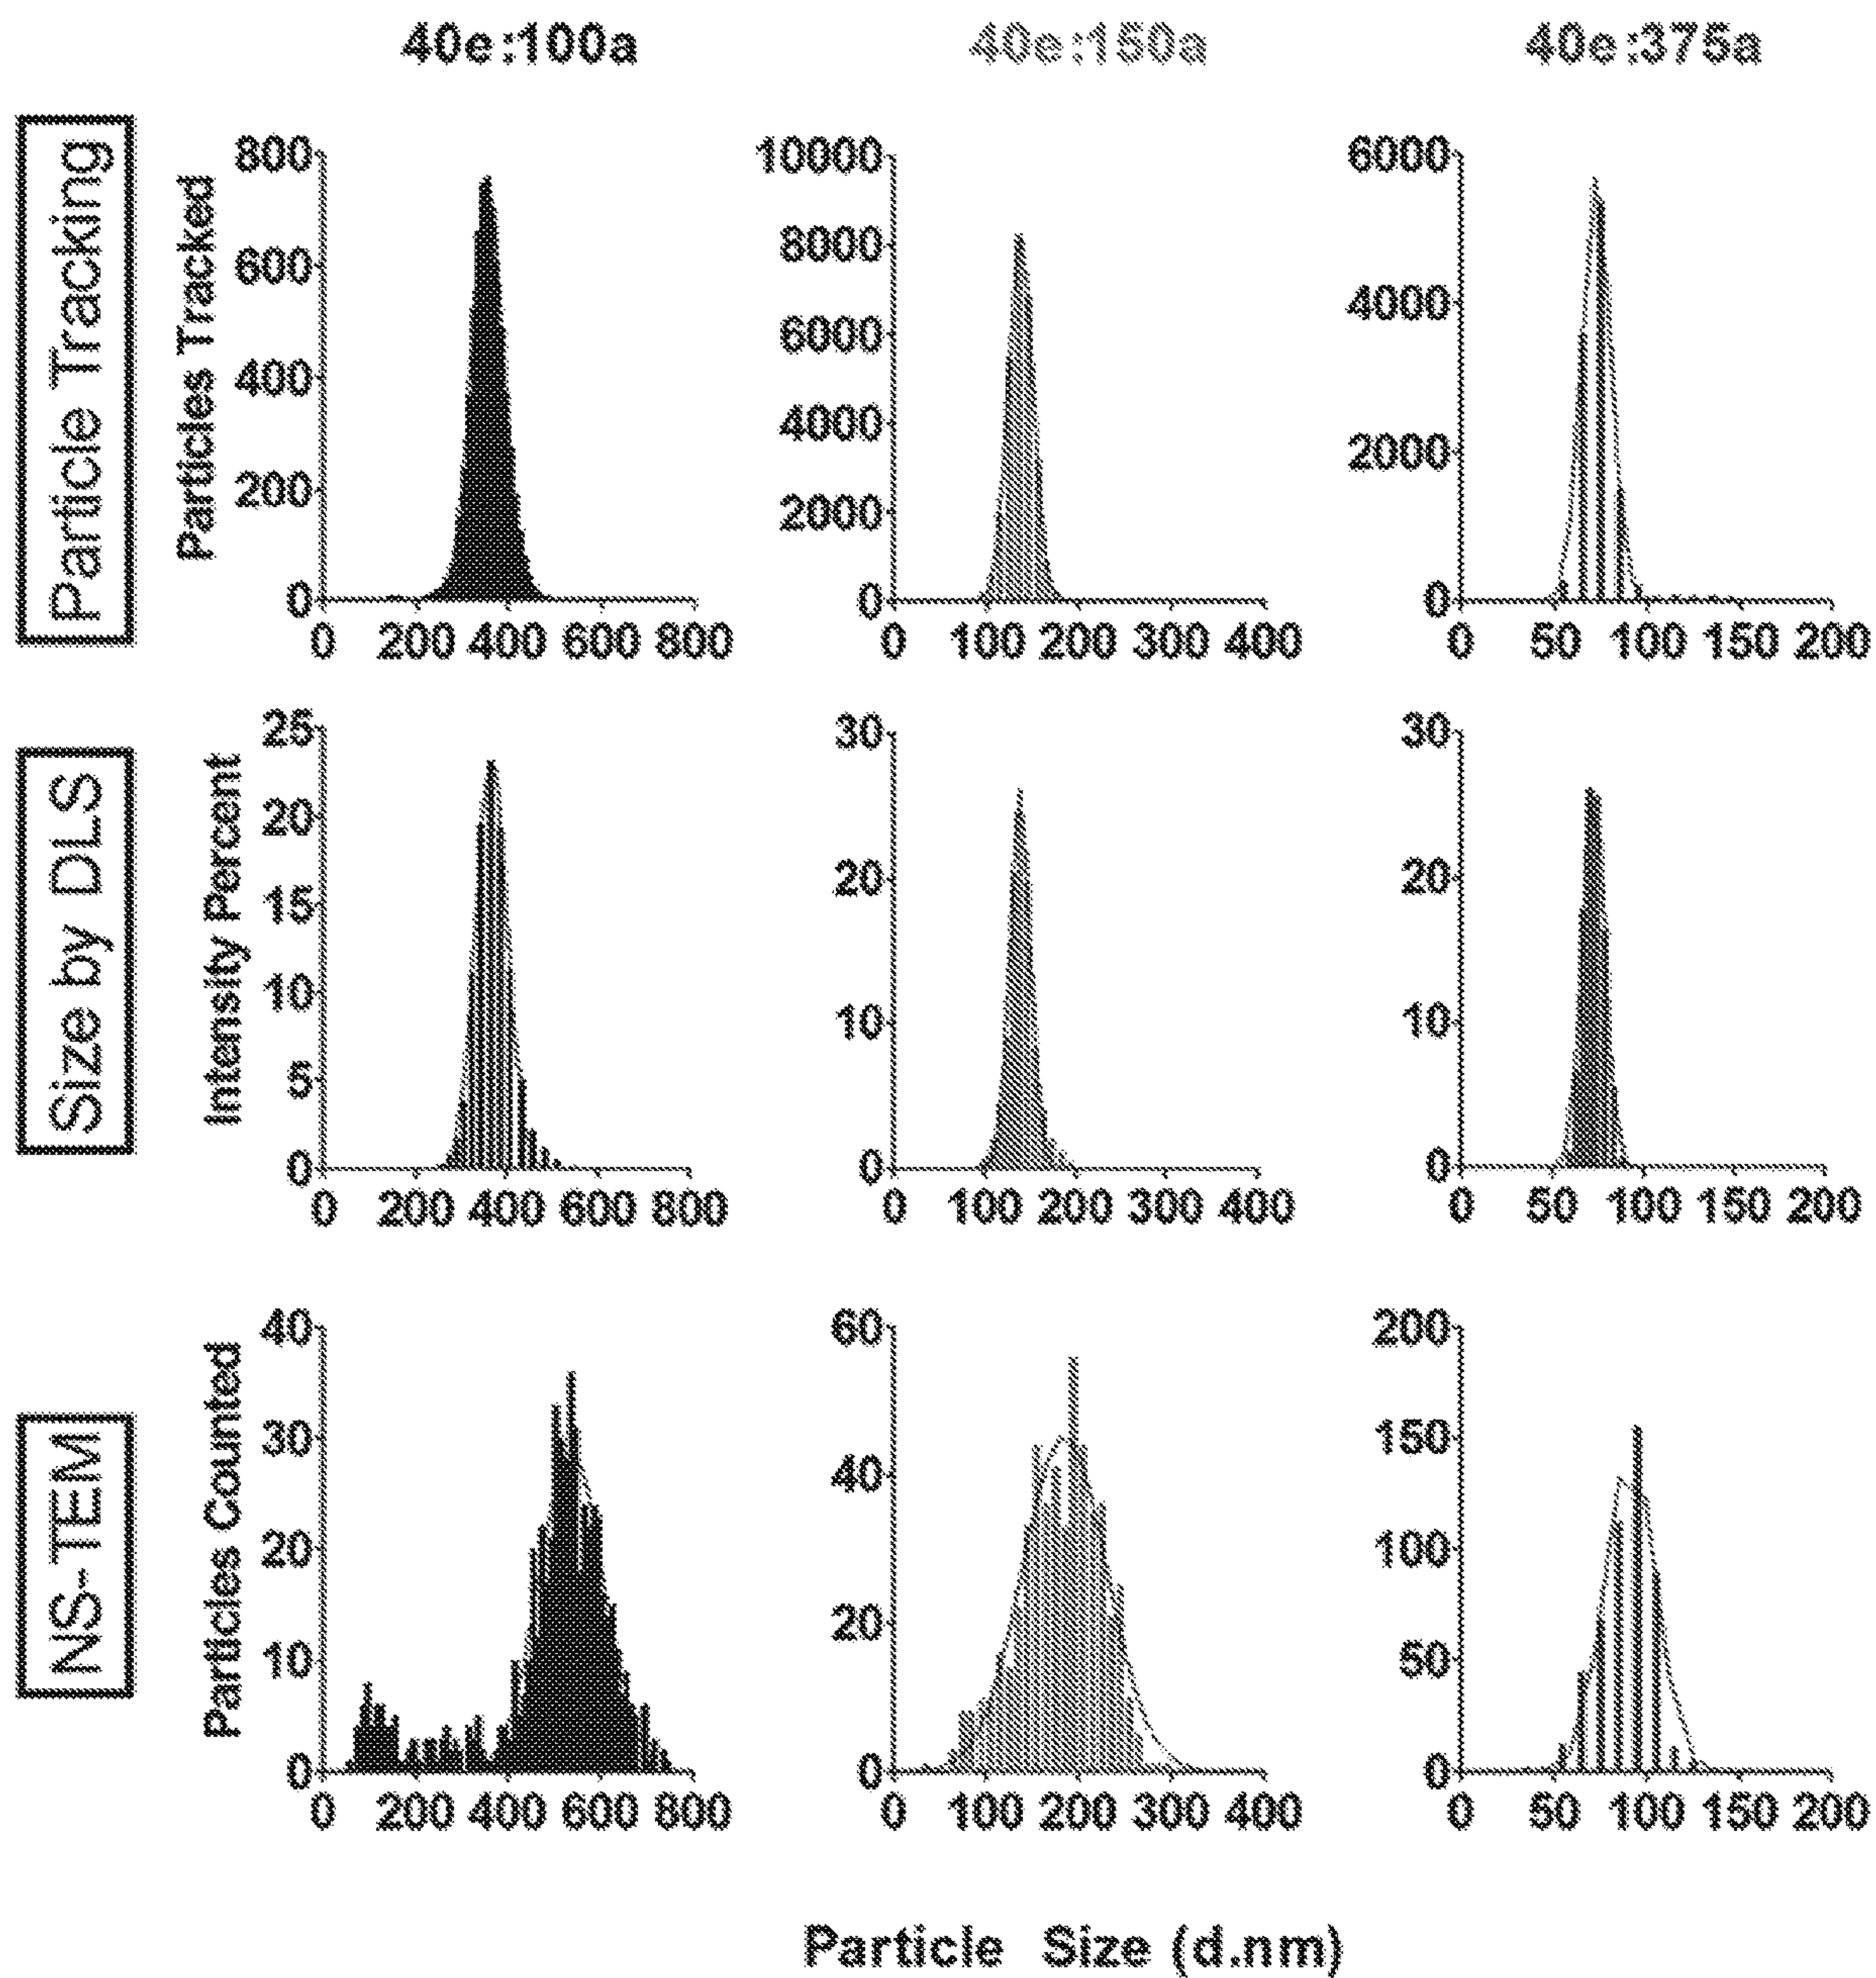 40e:100a 40e:150a 40e:375a
Particle Tracking
Particles Tracked
800 600 400 200 0
0 200 400 600 800
10000 8000 6000 4000 2000 0
0 100 200 300 400
6000 4000 2000 0
0 50 100 150 200
Size by DLS
Intensity Percent
25 20 15 10 5 0
0 200 400 600 800
30 20 10 0
0 100 200 300 400
30 20 10 0
0 50 100 150 200
NS-TEM
Particles Counted
40 30 20 10 0
0 200 400 600 800
60 40 20 0
0 100 200 300 400
200 150 100 50 0
0 50 100 150 200
Particle Size (d.nm)